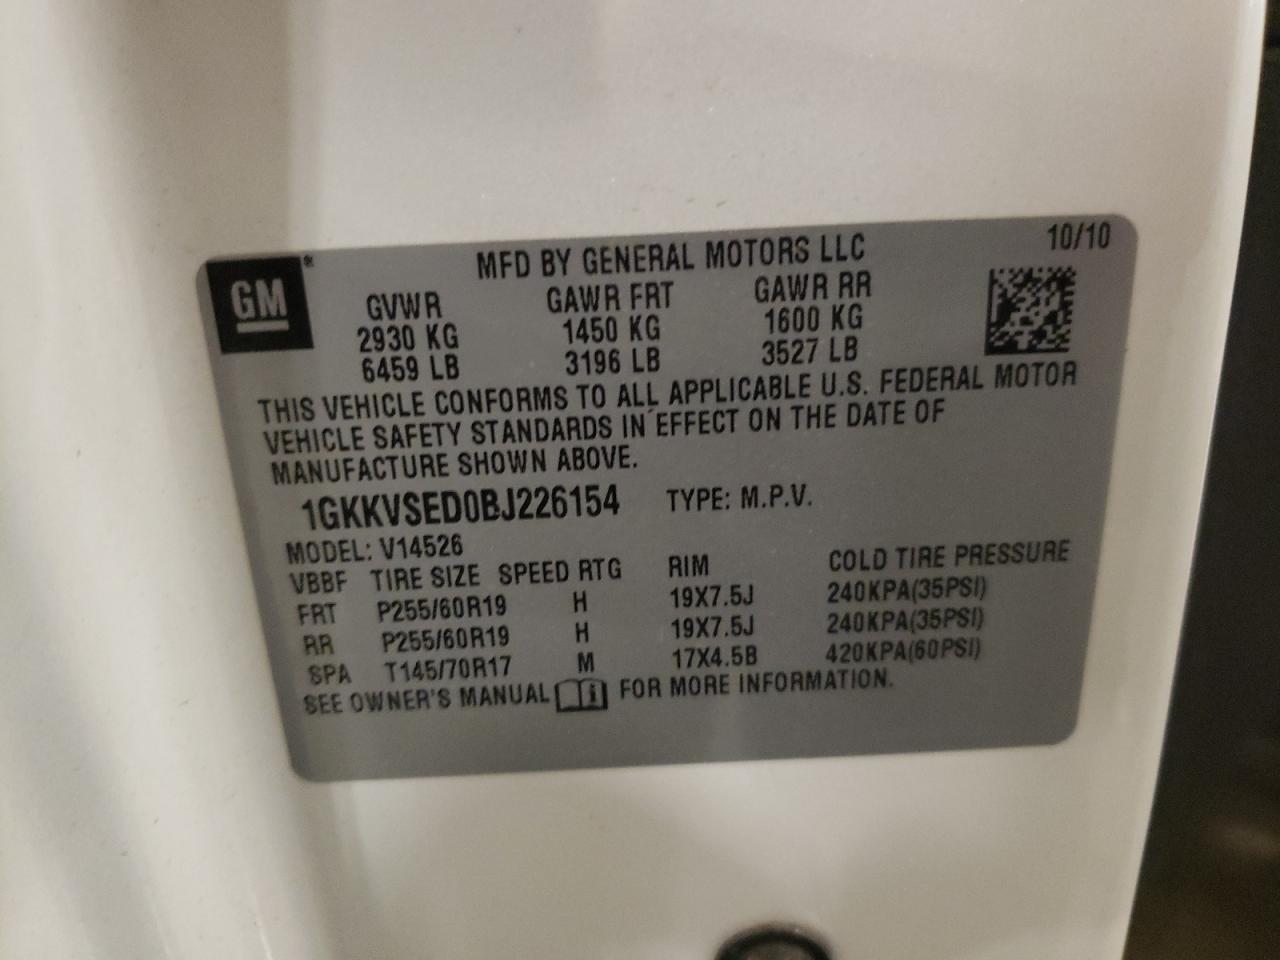 10/10
GM®
MFD BY GENERAL MOTORS LLC
GVWR GAWR FRT GAWR RR
2930 KG 1450 KG 1600 KG
6459 LB 3196 LB 3527 LB
THIS VEHICLE CONFORMS TO ALL APPLICABLE U.S. FEDERAL MOTOR
VEHICLE SAFETY STANDARDS IN EFFECT ON THE DATE OF
MANUFACTURE SHOWN ABOVE.
1GKKVSED0BJ226154 TYPE: M.P.V.
MODEL: V14526
VBBF TIRE SIZE SPEED RTG RIM COLD TIRE PRESSURE
FRT P255/60R19 H 19X7.5J 240KPA(35PSI)
RR P255/60R19 H 19X7.5J 240KPA(35PSI)
SPA T145/70R17 M 17X4.5B 420KPA(60PSI)
SEE OWNER'S MANUAL FOR MORE INFORMATION.